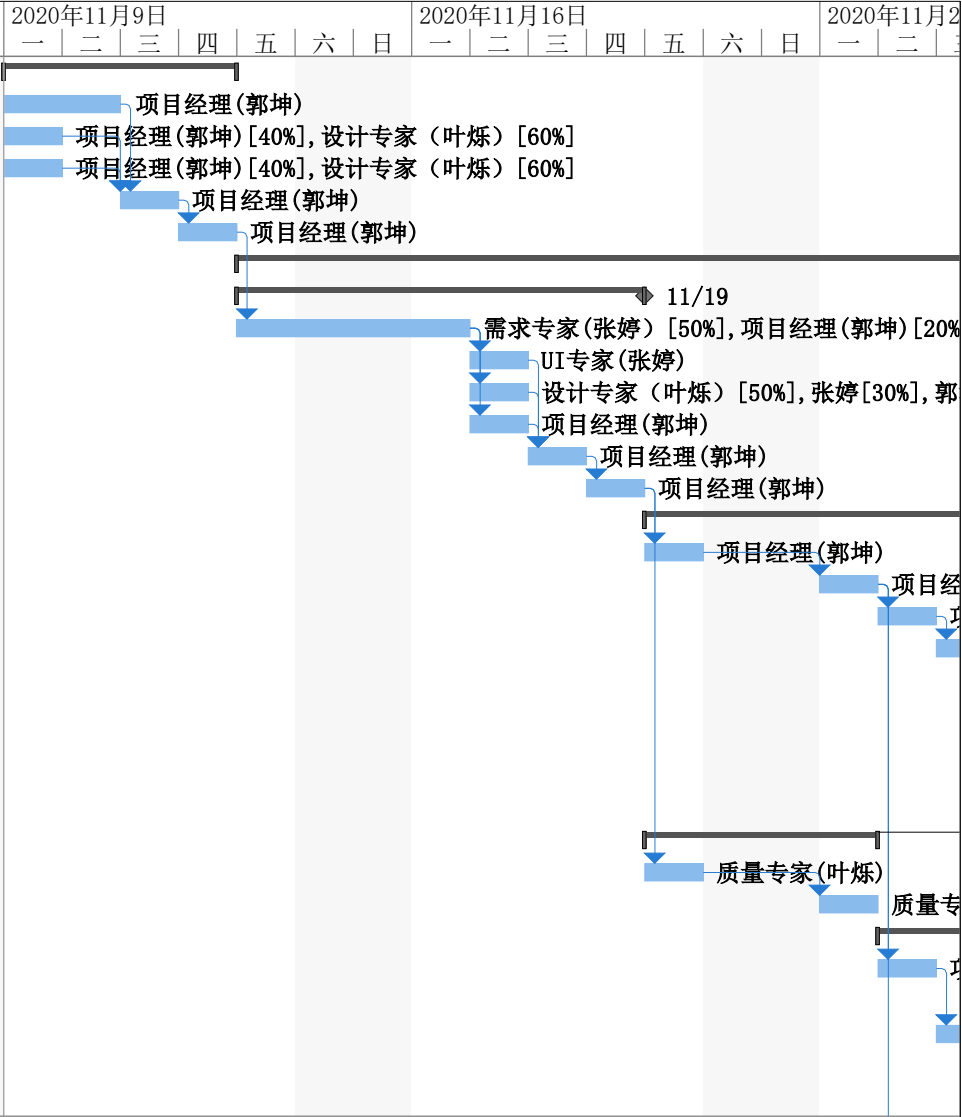 2020年11月9日 2020年11月16日 2020年11月2
一 二 三 四 五 六 日 一 二 三 四 五 六 日 一 二
项目经理(郭坤)
项目经理(郭坤)[40%],设计专家（叶烁）[60%]
项目经理(郭坤)[40%],设计专家（叶烁）[60%]
项目经理(郭坤)
项目经理(郭坤)
11/19
需求专家(张婷）[50%],项目经理(郭坤)[20%
UI专家(张婷)
设计专家（叶烁）[50%],张婷[30%],郭
项目经理(郭坤)
项目经理(郭坤)
项目经理(郭坤)
项目经理(郭坤)
项目经
质量专家(叶烁)
质量专